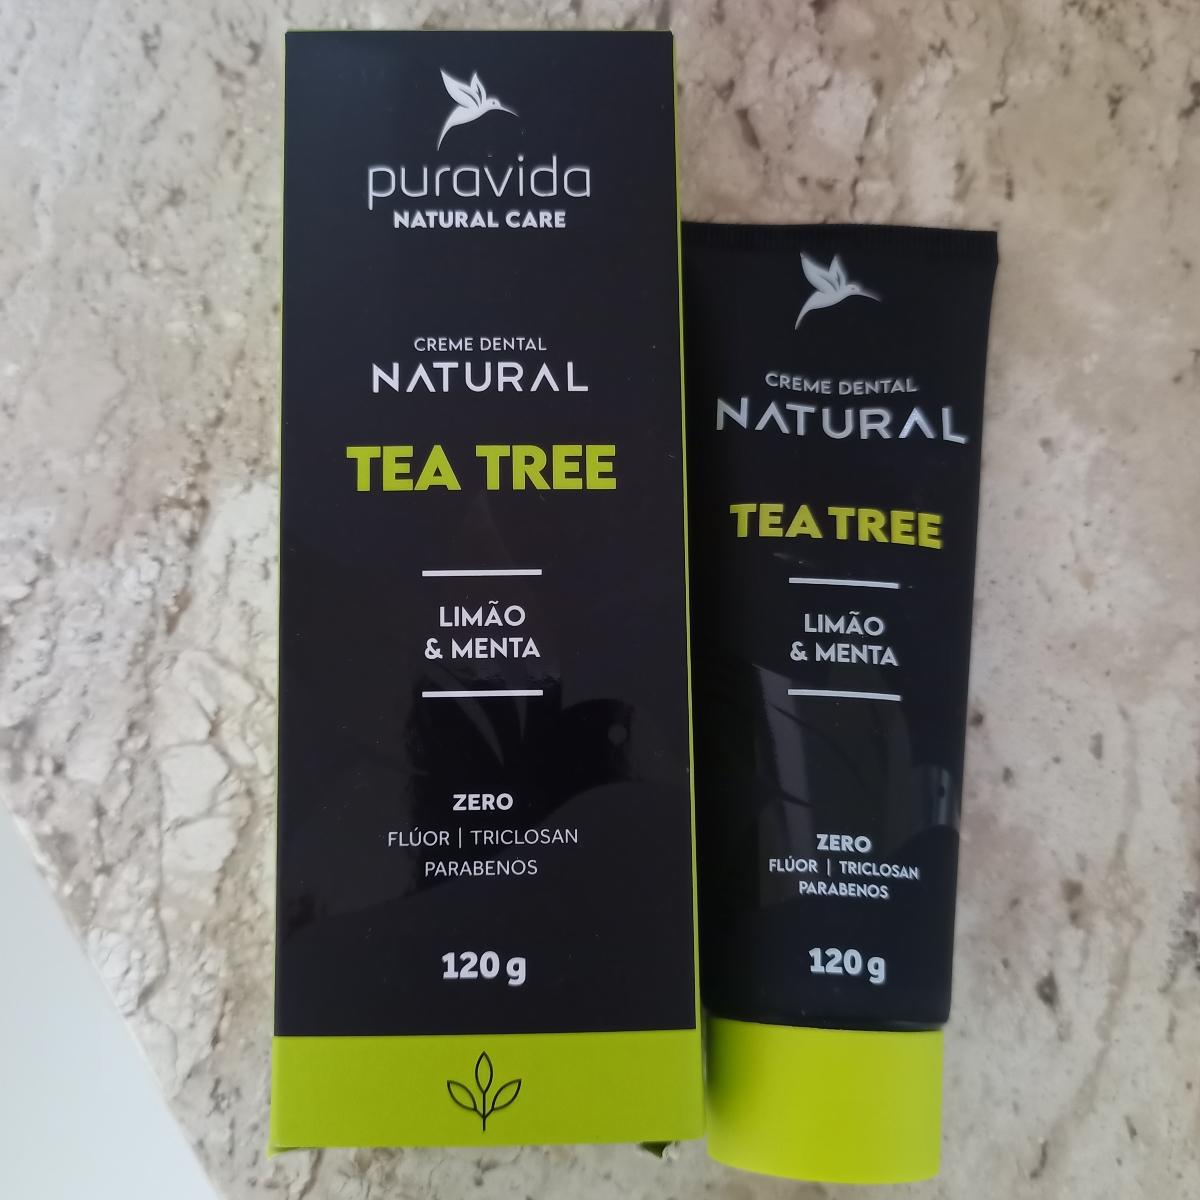 puravida
NATURAL CARE
CREME DENTAL
NATURAL
TEA TREE
LIMÃO
& MENTA
ZERO
FLÚOR | TRICLOSAN
PARABENOS
120 g
CREME DENTAL
NATURAL
TEA TREE
LIMÃO
& MENTA
ZERO
FLÚOR | TRICLOSAN
PARABENOS
120 g